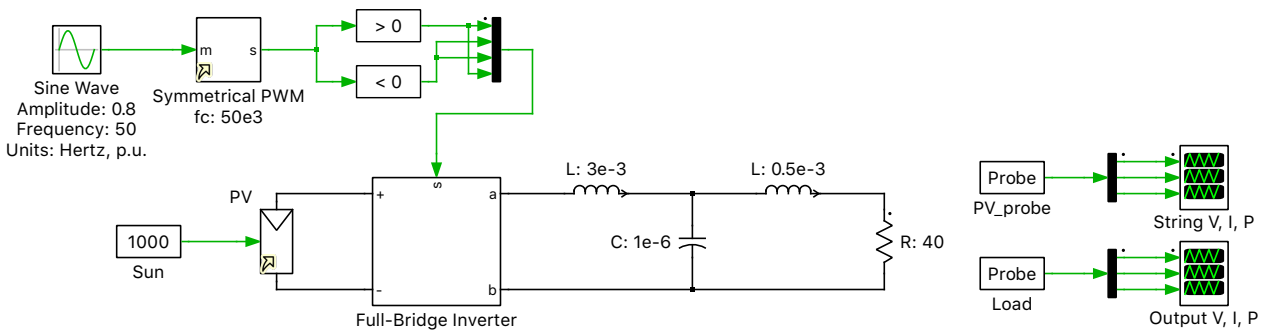 > 0
m
s
Sine Wave
Amplitude: 0.8
Frequency: 50
Units: Hertz, p.u.
Symmetrical PWM
fc: 50e3
< 0
PV
1000
Sun
+
-
s
a
b
Full-Bridge Inverter
L: 3e-3
L: 0.5e-3
C: 1e-6
R: 40
Probe
PV_probe
String V, I, P
Probe
Load
Output V, I, P